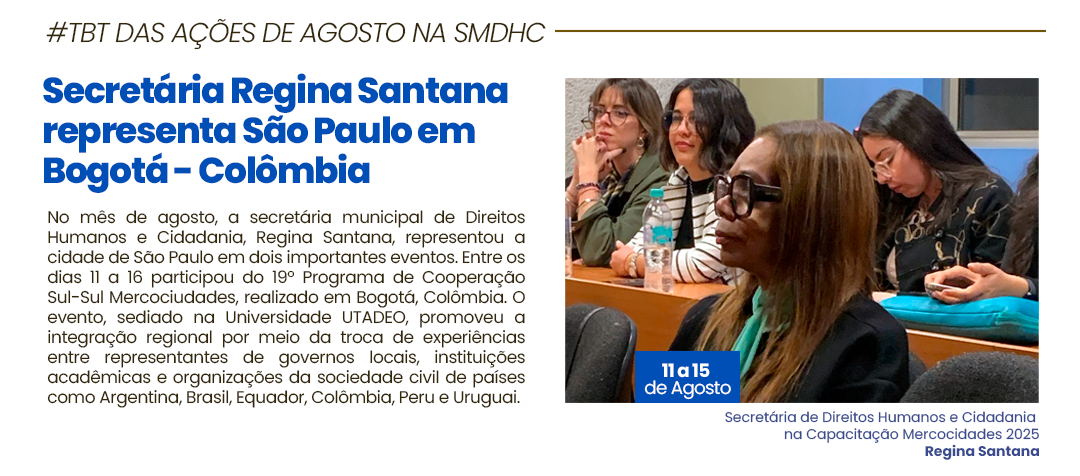 #TBT DAS AÇÕES DE AGOSTO NA SMDHC
Secretária Regina Santana
representa São Paulo em
Bogotá - Colômbia
No mês de agosto, a secretária municipal de Direitos
Humanos e Cidadania, Regina Santana, representou a
cidade de São Paulo em dois importantes eventos. Entre os
dias 11 a 16 participou do 19º Programa de Cooperação
Sul-Sul Mercociudades, realizado em Bogotá, Colômbia. O
evento, sediado na Universidade UTADEO, promoveu a
integração regional por meio da troca de experiências
entre representantes de governos locais, instituições
acadêmicas e organizações da sociedade civil de países
como Argentina, Brasil, Equador, Colômbia, Peru e Uruguai.
11 a 15
de Agosto
Secretária de Direitos Humanos e Cidadania
na Capacitação Mercocidades 2025
Regina Santana